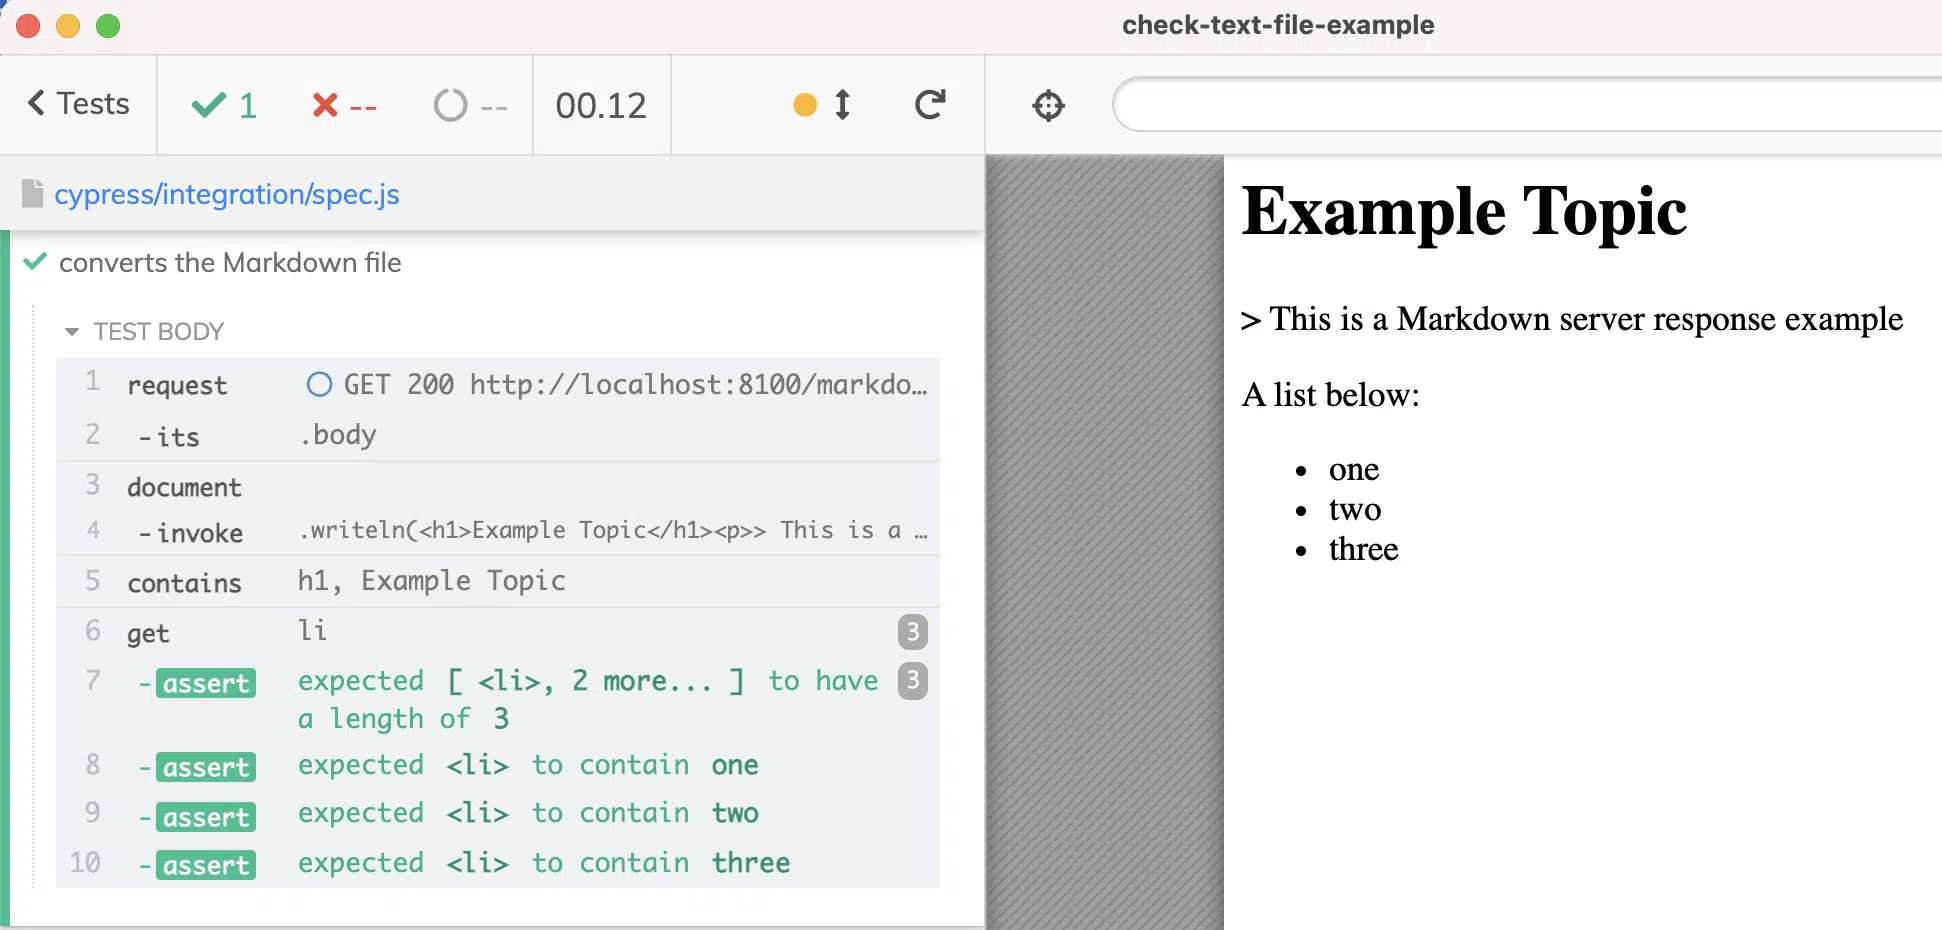 check-text-file-example
Tests
1
--
--
00.12
cypress/integration/spec.js
converts the Markdown file
TEST BODY
1 request GET 200 http://localhost:8100/markdo…
2 -its .body
3 document
4 -invoke .writeln(<h1>Example Topic</h1><p>> This is a …
5 contains h1, Example Topic
6 get li 3
7 -assert expected [ <li>, 2 more... ] to have 3
a length of 3
8 -assert expected <li> to contain one
9 -assert expected <li> to contain two
10 -assert expected <li> to contain three
Example Topic
> This is a Markdown server response example
A list below:
• one
• two
• three